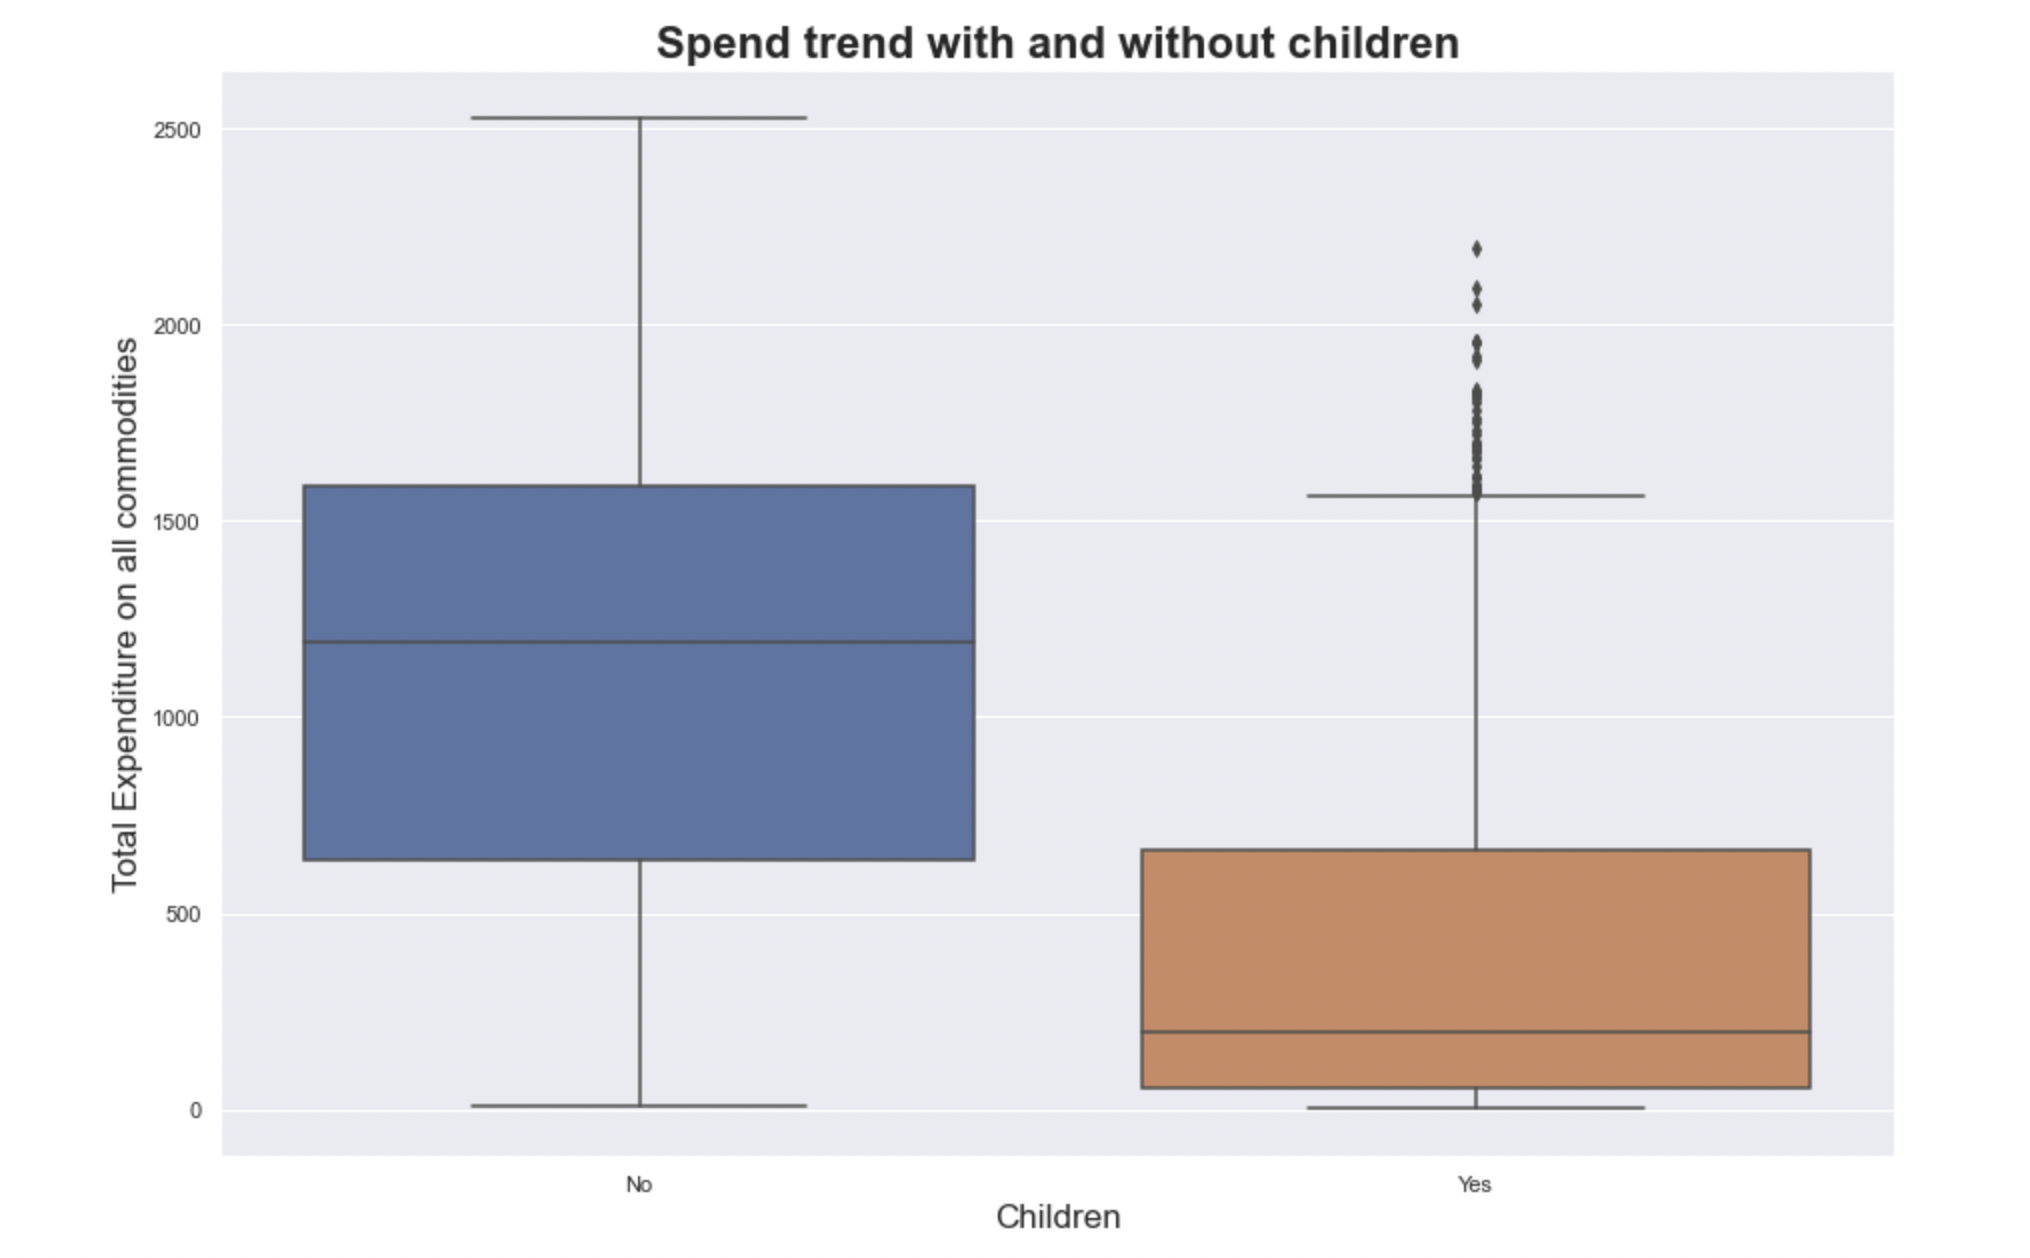 Spend trend with and without children
Total Expenditure on all commodities
2500
2000
1500
1000
500
0
No
Yes
Children